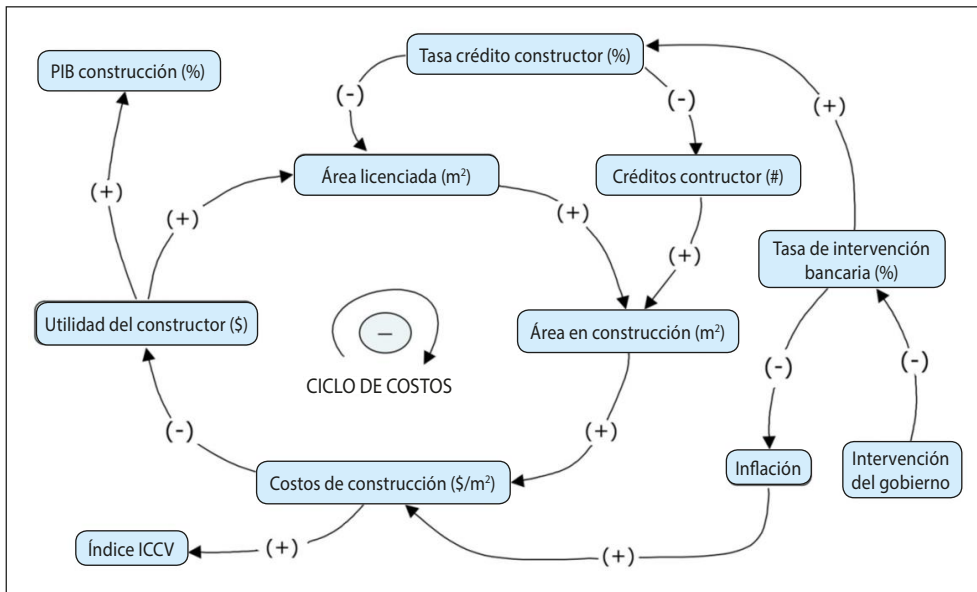 Tasa crédito constructor (%)
PIB construcción (%)
(-)
(-)
(+)
Área licenciada (m²)
Créditos contructor (#)
(+)
(+)
(+)
(+)
Tasa de intervención
bancaria (%)
Utilidad del constructor ($)
Área en construcción (m²)
–
CICLO DE COSTOS
(-)
(-)
(-)
(+)
Costos de construcción ($/m²)
Inflación
Intervención
del gobierno
Índice ICCV
(+)
(+)